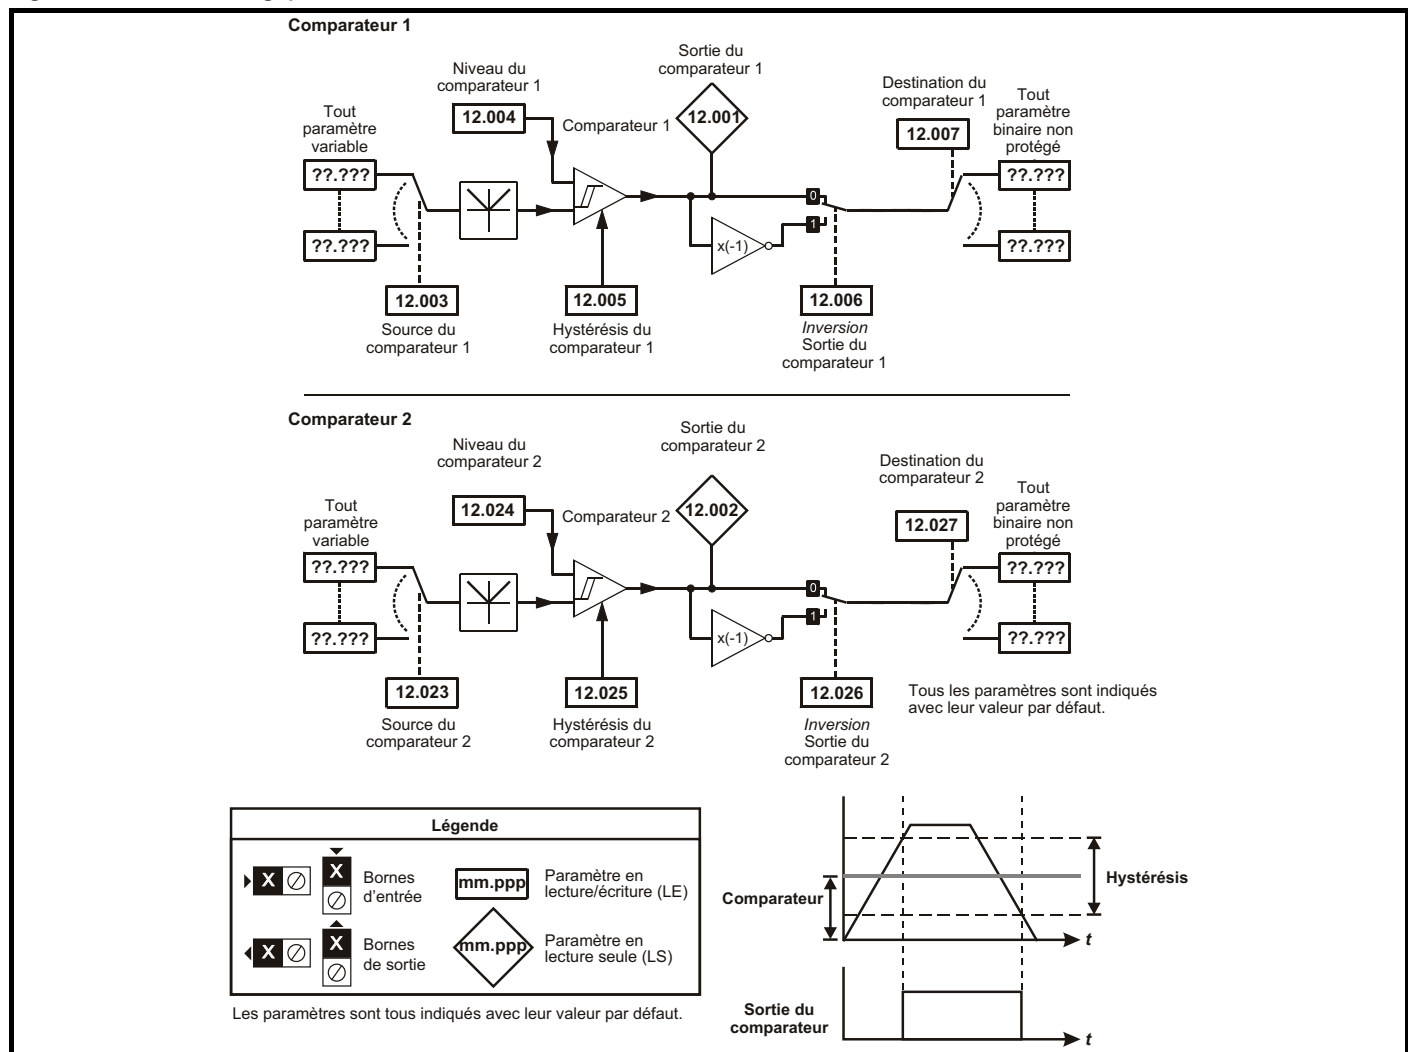 Comparateur 1
Sortie du
comparateur 1
Niveau du
comparateur 1
Destination du
comparateur 1
Tout
paramètre
variable
12.004
Comparateur 1
12.001
12.007
Tout
paramètre
binaire non
protégé
??.???
??.???
0
1
x(-1)
??.???
??.???
12.003
12.005
12.006
Source du
comparateur 1
Hystérésis du
comparateur 1
Inversion
Sortie du
comparateur 1
Comparateur 2
Sortie du
comparateur 2
Niveau du
comparateur 2
Destination du
comparateur 2
Tout
paramètre
variable
12.024
Comparateur 2
12.002
12.027
Tout
paramètre
binaire non
protégé
??.???
??.???
0
1
x(-1)
??.???
??.???
12.023
12.025
12.026
Tous les paramètres sont indiqués
avec leur valeur par défaut.
Source du
comparateur 2
Hystérésis du
comparateur 2
Inversion
Sortie du
comparateur 2
Légende
X
X
Bornes
d'entrée
mm.ppp
Paramètre en
lecture/écriture (LE)
X
X
Bornes
de sortie
mm.ppp
Paramètre en
lecture seule (LS)
Les paramètres sont tous indiqués avec leur valeur par défaut.
Comparateur
Hystérésis
t
Sortie du
comparateur
t